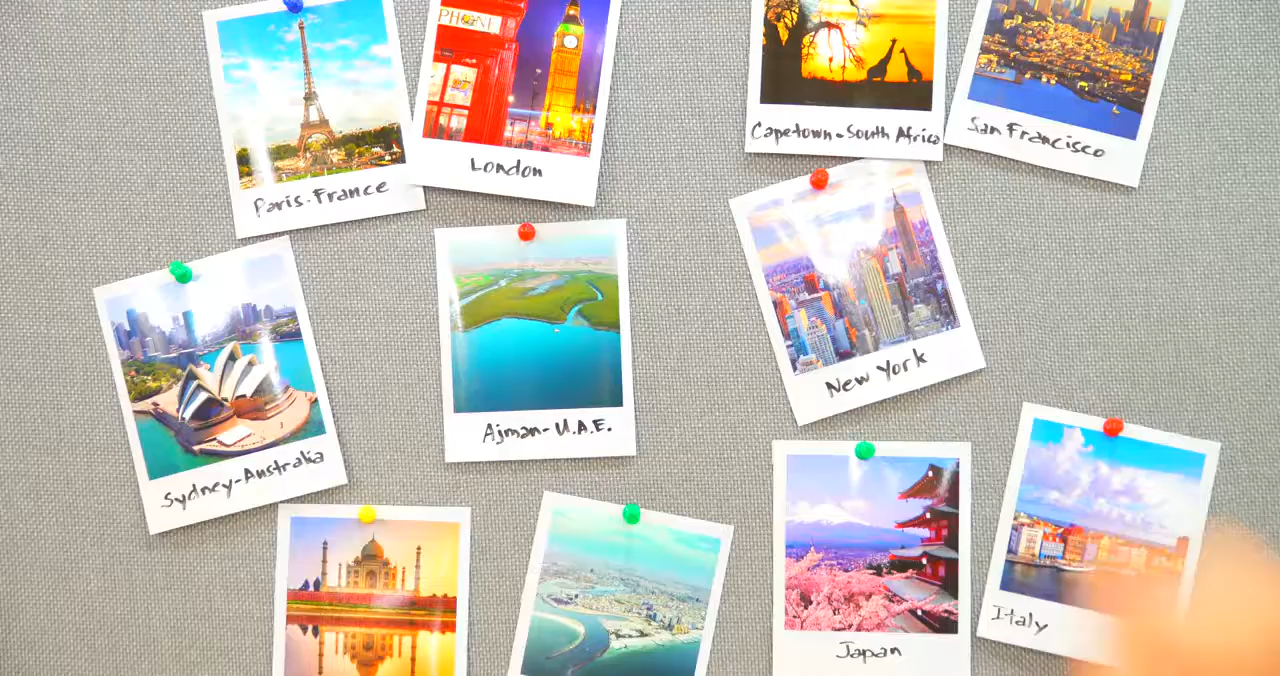 PHONE
Paris-France
London
Capetown-South Africa
San Francisco
New York
Ajman-U.A.E.
Sydney-Australia
Japan
Italy